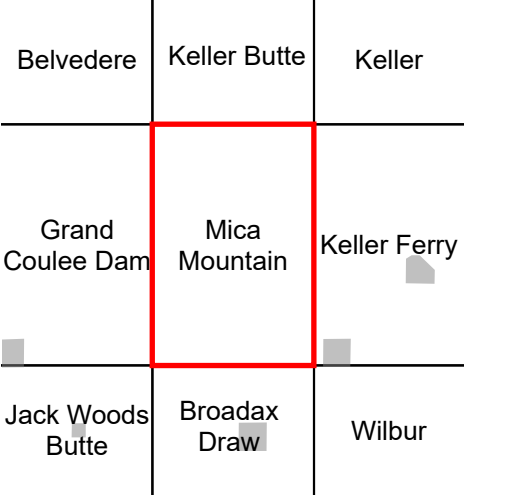 Belvedere
Keller Butte
Keller
Grand
Coulee Dam
Mica
Mountain
Keller Ferry
Jack Woods
Butte
Broadax
Draw
Wilbur